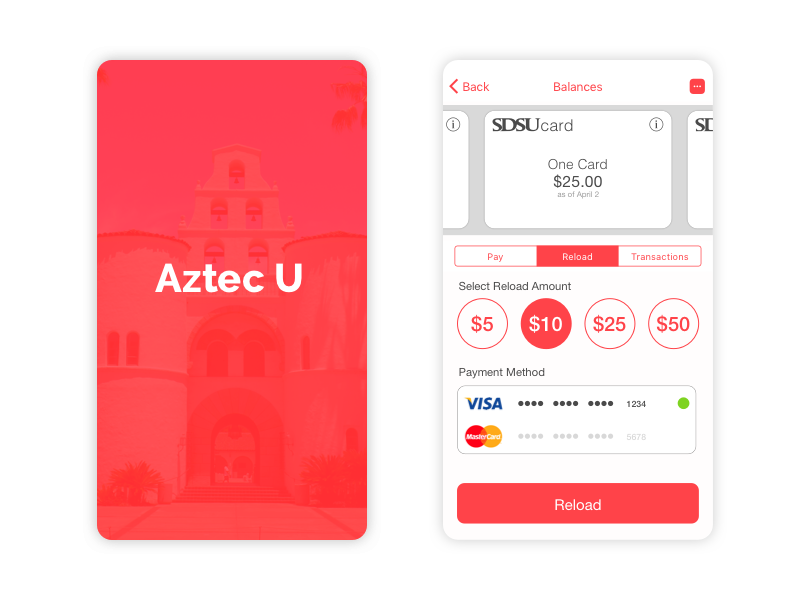 Aztec U
Back
Balances
SDSUcard
SD
One Card
$25.00
as of April 2
Pay
Reload
Transactions
Select Reload Amount
$5
$10
$25
$50
Payment Method
VISA •••• •••• •••• 1234
MasterCard •••• •••• •••• 5678
Reload